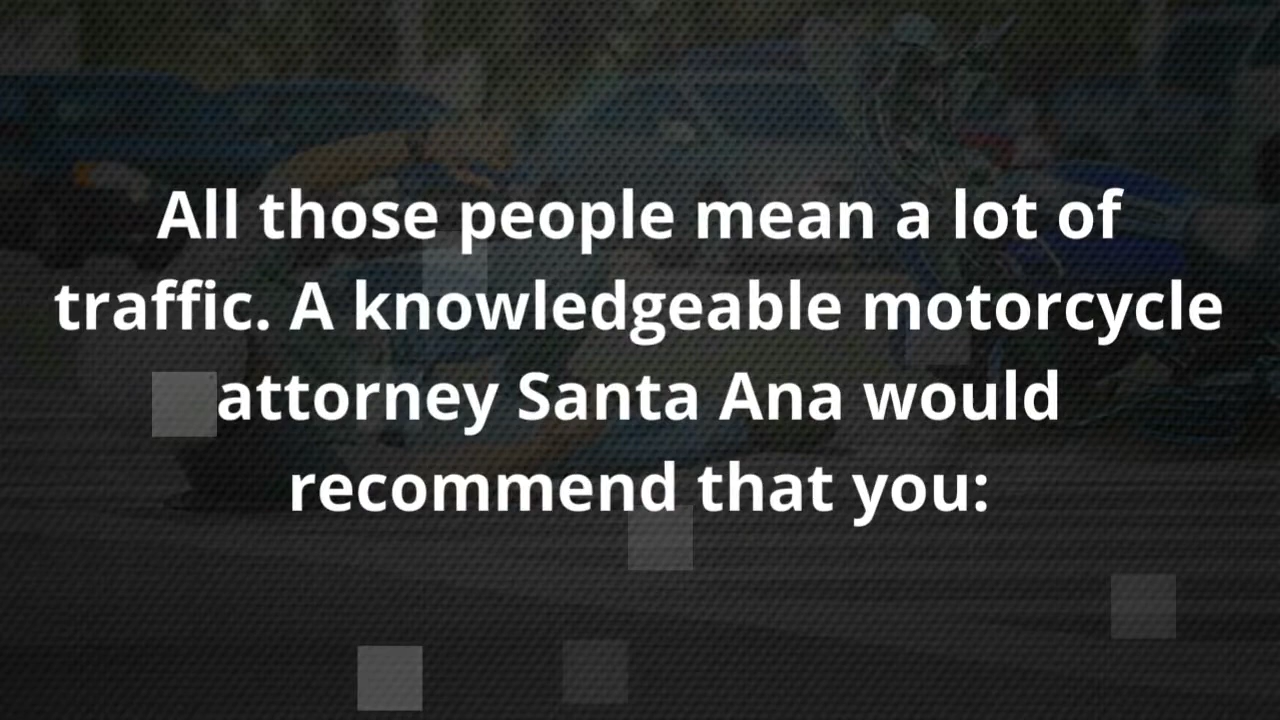 All those people mean a lot of
traffic. A knowledgeable motorcycle
attorney Santa Ana would
recommend that you: